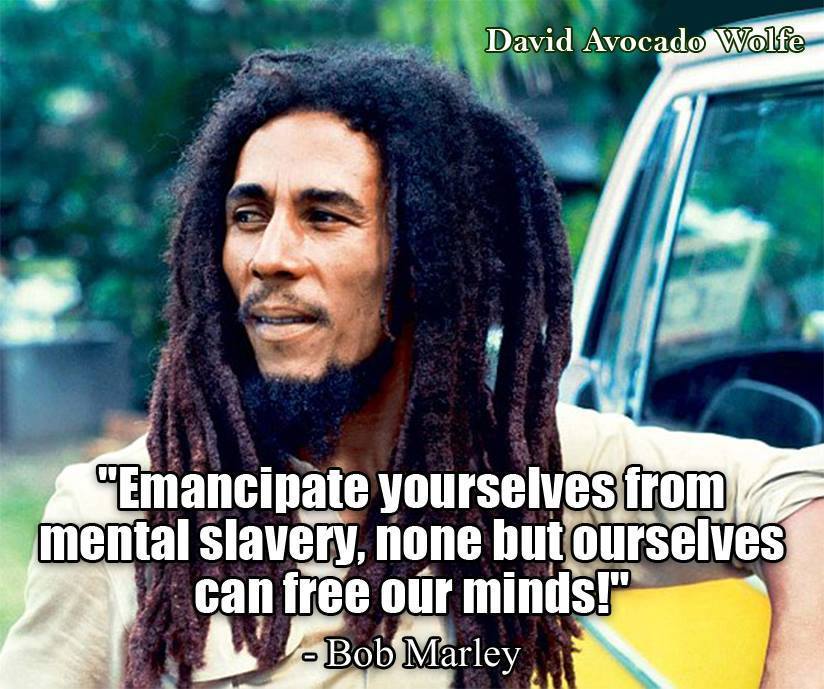 David Avocado Wolfe
"Emancipate yourselves from
mental slavery, none but ourselves
can free our minds!"
- Bob Marley